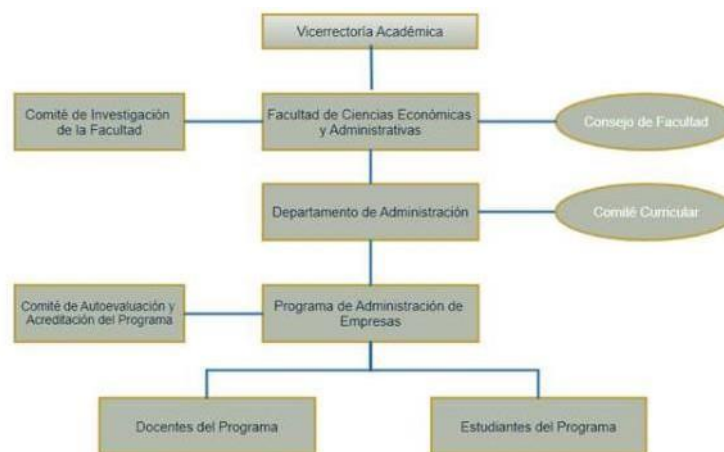 Vicerrectoría Académica
Comité de Investigación
de la Facultad
Facultad de Ciencias Económicas
y Administrativas
Consejo de Facultad
Departamento de Administración
Comité Curricular
Comité de Autoevaluación y
Acreditación del Programa
Programa de Administración de
Empresas
Docentes del Programa
Estudiantes del Programa